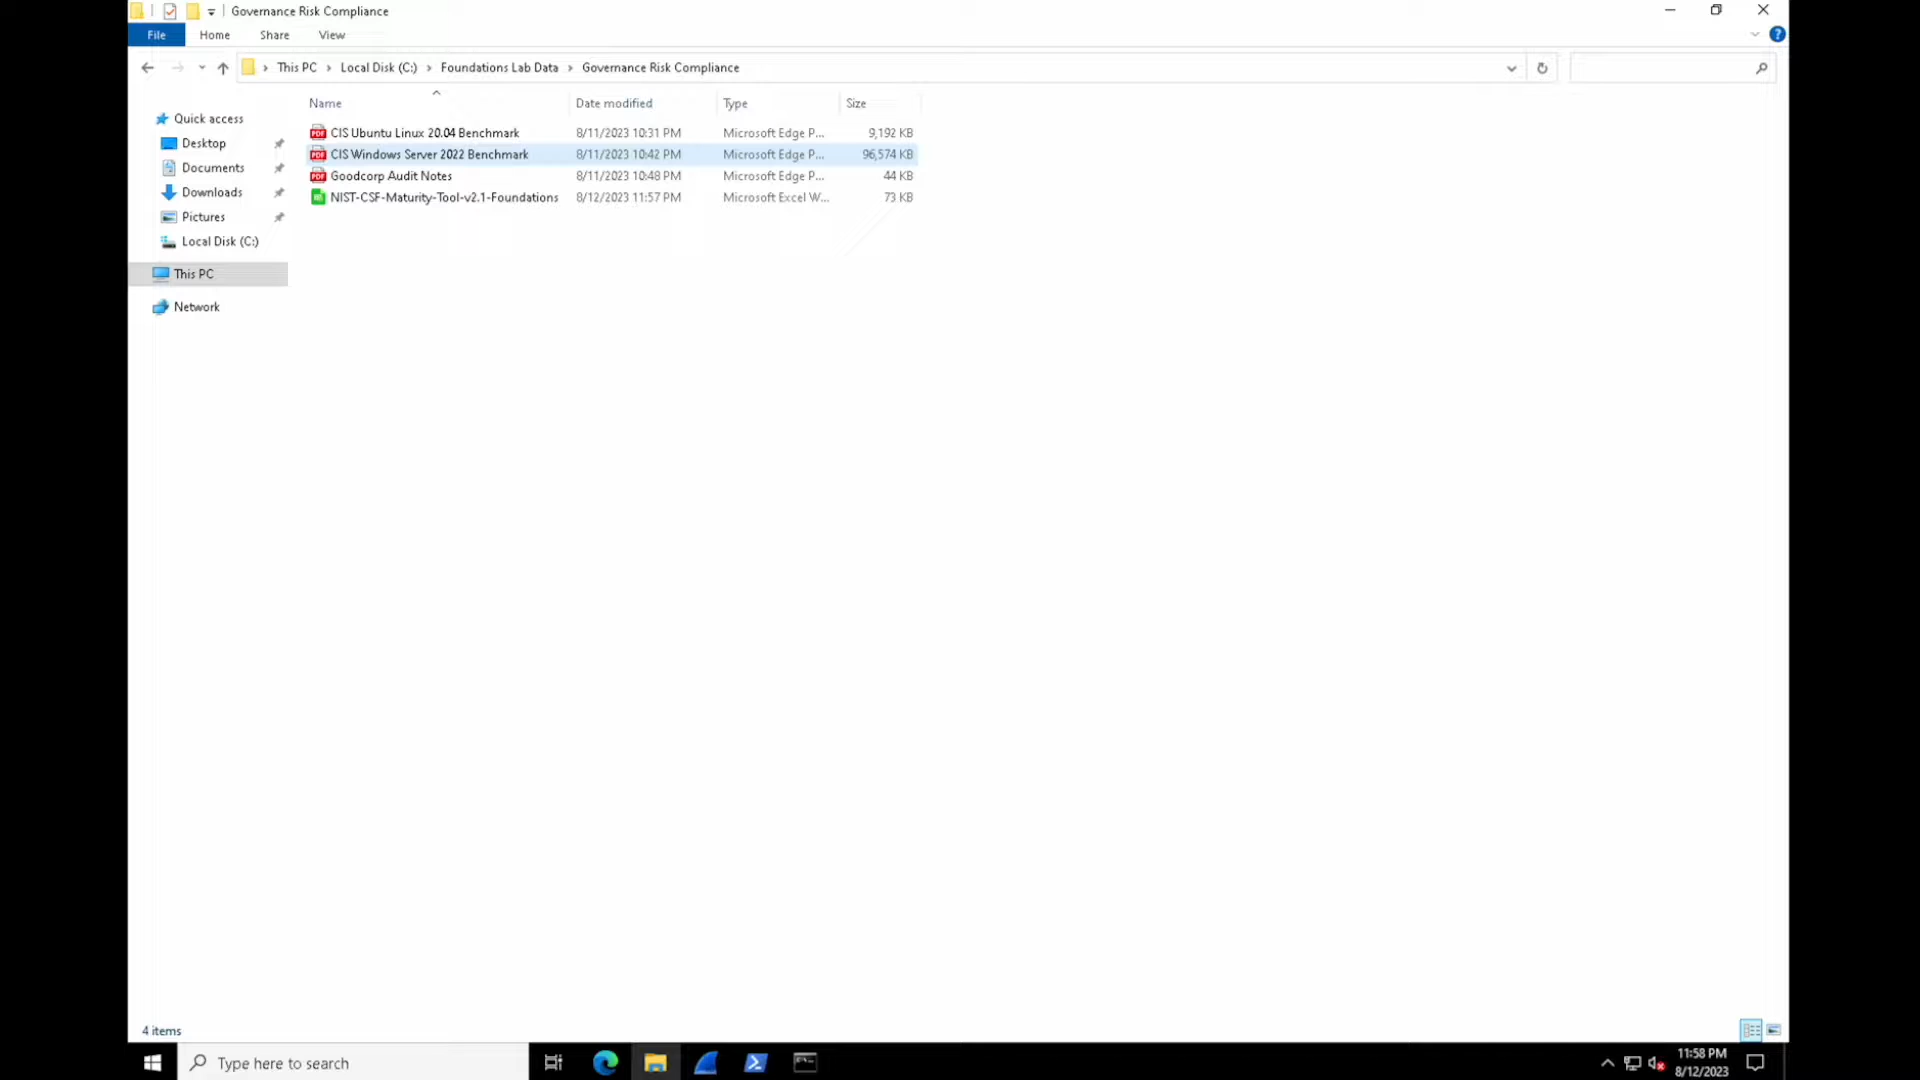 Governance Risk Compliance
File Home Share View
This PC Local Disk (C:) Foundations Lab Data Governance Risk Compliance
Name Date modified Type Size
Quick access
Desktop
Documents
Downloads
Pictures
Local Disk (C:)
This PC
Network
CIS Ubuntu Linux 20.04 Benchmark 8/11/2023 10:31 PM Microsoft Edge P... 9,192 KB
CIS Windows Server 2022 Benchmark 8/11/2023 10:42 PM Microsoft Edge P... 96,574 KB
Goodcorp Audit Notes 8/11/2023 10:48 PM Microsoft Edge P... 44 KB
NIST-CSF-Maturity-Tool-v2.1-Foundations 8/12/2023 11:57 PM Microsoft Excel W... 73 KB
4 items
Type here to search
11:58 PM
8/12/2023